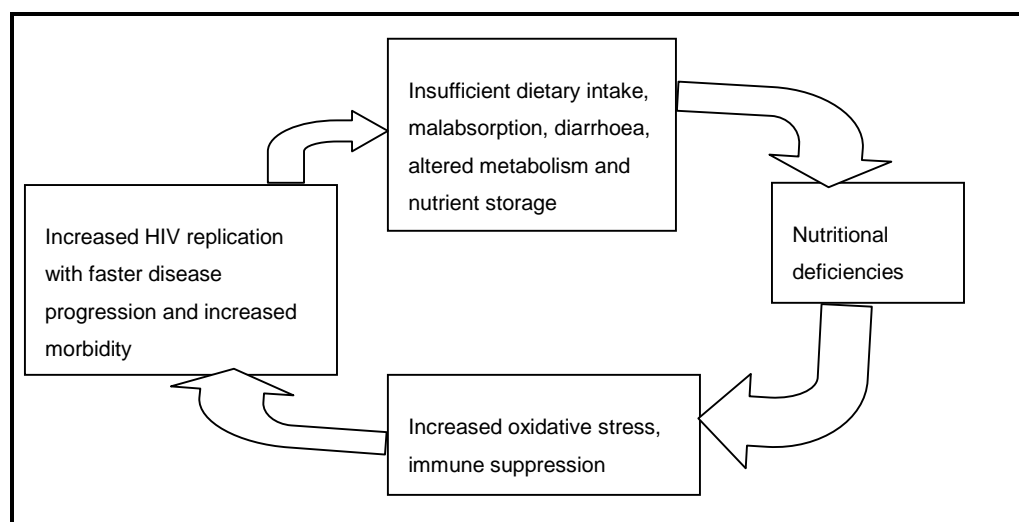 Insufficient dietary intake,
malabsorption, diarrhoea,
altered metabolism and
nutrient storage
Nutritional
deficiencies
Increased oxidative stress,
immune suppression
Increased HIV replication
with faster disease
progression and increased
morbidity